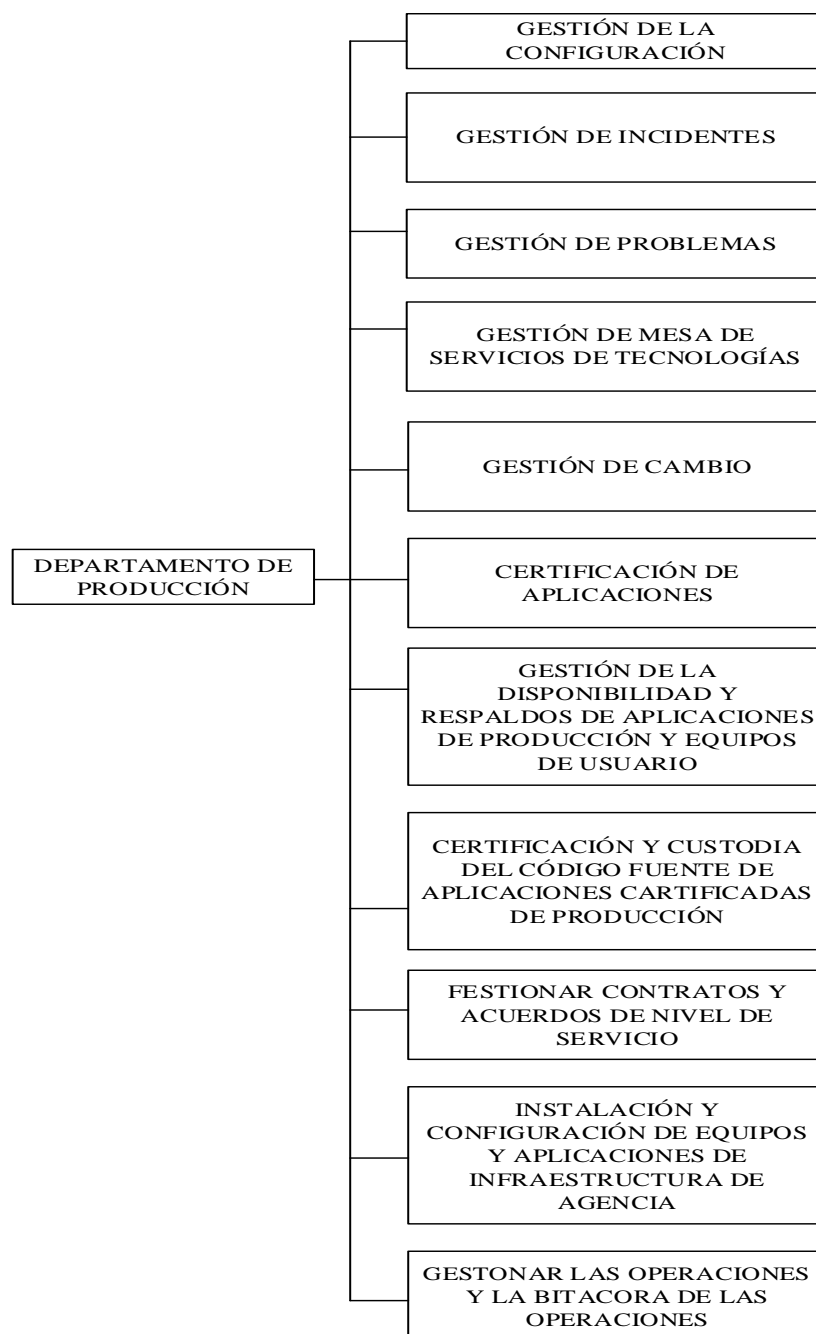 GESTIÓN DE LA
CONFIGURACIÓN
GESTIÓN DE INCIDENTES
GESTIÓN DE PROBLEMAS
GESTIÓN DE MESA DE
SERVICIOS DE TECNOLOGÍAS
GESTIÓN DE CAMBIO
DEPARTAMENTO DE
PRODUCCIÓN
CERTIFICACIÓN DE
APLICACIONES
GESTIÓN DE LA
DISPONIBILIDAD Y
RESPALDOS DE APLICACIONES
DE PRODUCCIÓN Y EQUIPOS
DE USUARIO
CERTIFICACIÓN Y CUSTODIA
DEL CÓDIGO FUENTE DE
APLICACIONES CARTIFICADAS
DE PRODUCCIÓN
FESTIONAR CONTRATOS Y
ACUERDOS DE NIVEL DE
SERVICIO
INSTALACIÓN Y
CONFIGURACIÓN DE EQUIPOS
Y APLICACIONES DE
INFRAESTRUCTURA DE
AGENCIA
GESTONAR LAS OPERACIONES
Y LA BITACORA DE LAS
OPERACIONES